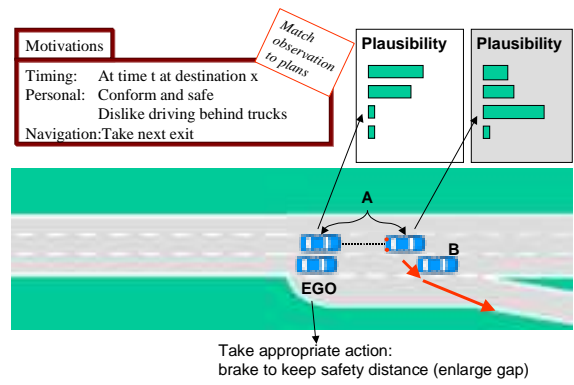 Motivations
Timing: At time t at destination x
Personal: Conform and safe
Dislike driving behind trucks
Navigation:Take next exit
Match
observation
to plans
Plausibility
Plausibility
A
B
EGO
Take appropriate action:
brake to keep safety distance (enlarge gap)